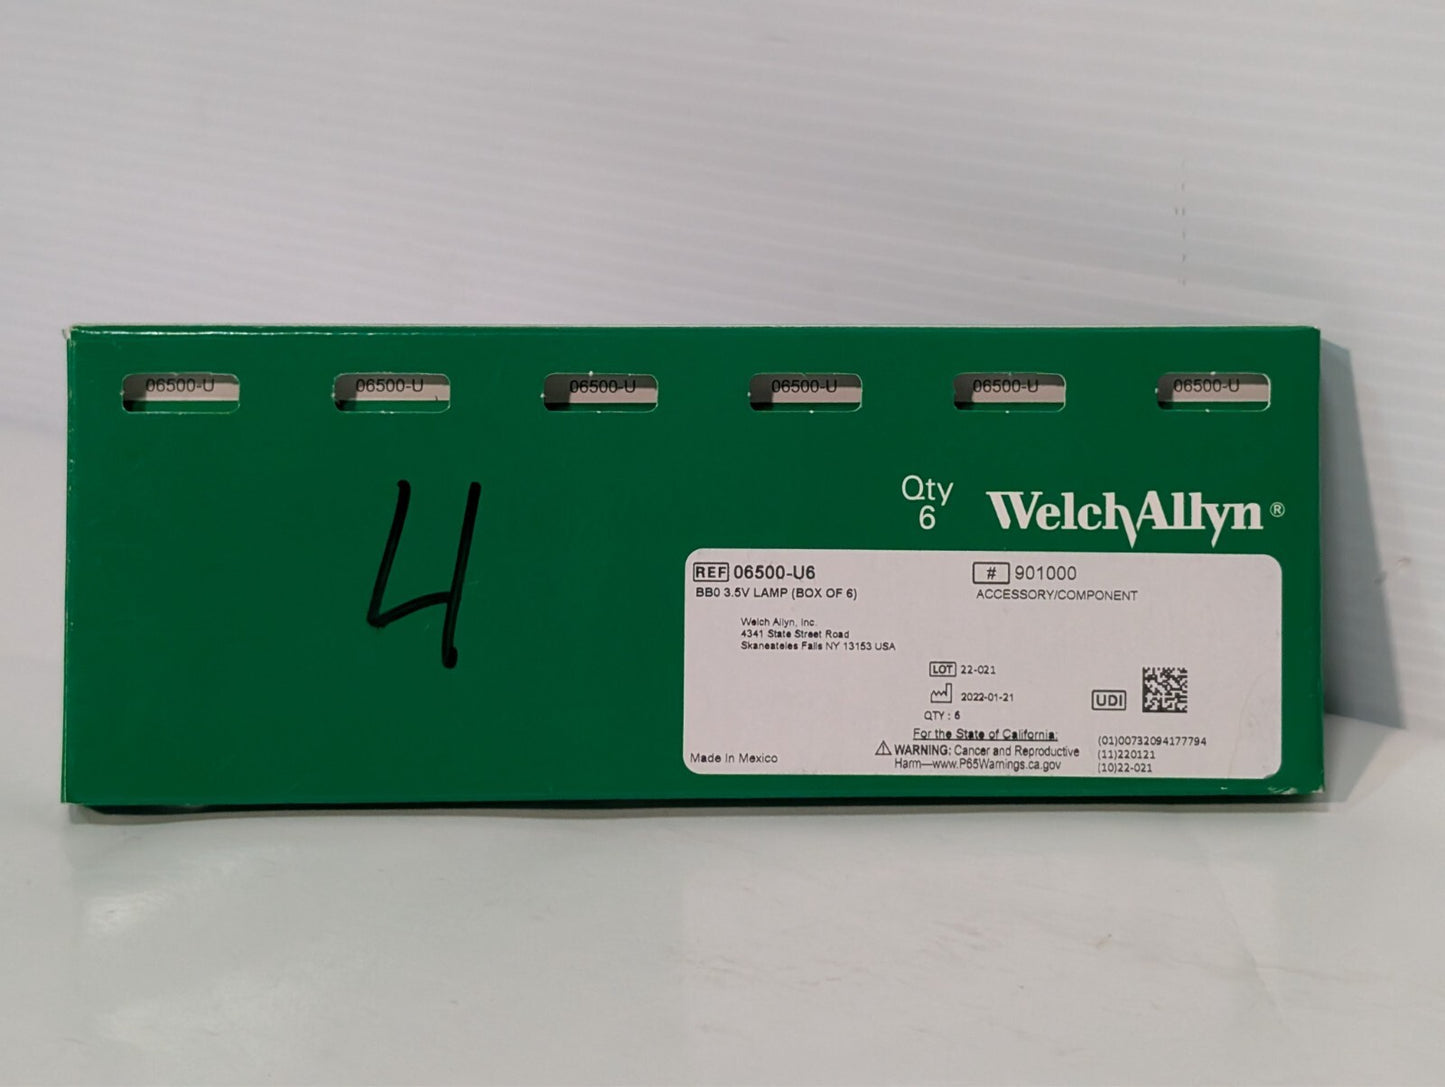 06500-U 06500-U 06500-U 06500-U 06500-U 06500-U
4
Qty
6
WelchAllyn®
REF 06500-U6
BB0 3.5V LAMP (BOX OF 6)
# 901000
ACCESSORY/COMPONENT
Welch Allyn, Inc.
4341 State Street Road
Skaneateles Falls NY 13153 USA
LOT 22-021
2022-01-21
QTY : 6
UDI
For the State of California:
⚠ WARNING: Cancer and Reproductive
Harm—www.P65Warnings.ca.gov
(01)00732094177794
(11)220121
(10)22-021
Made In Mexico